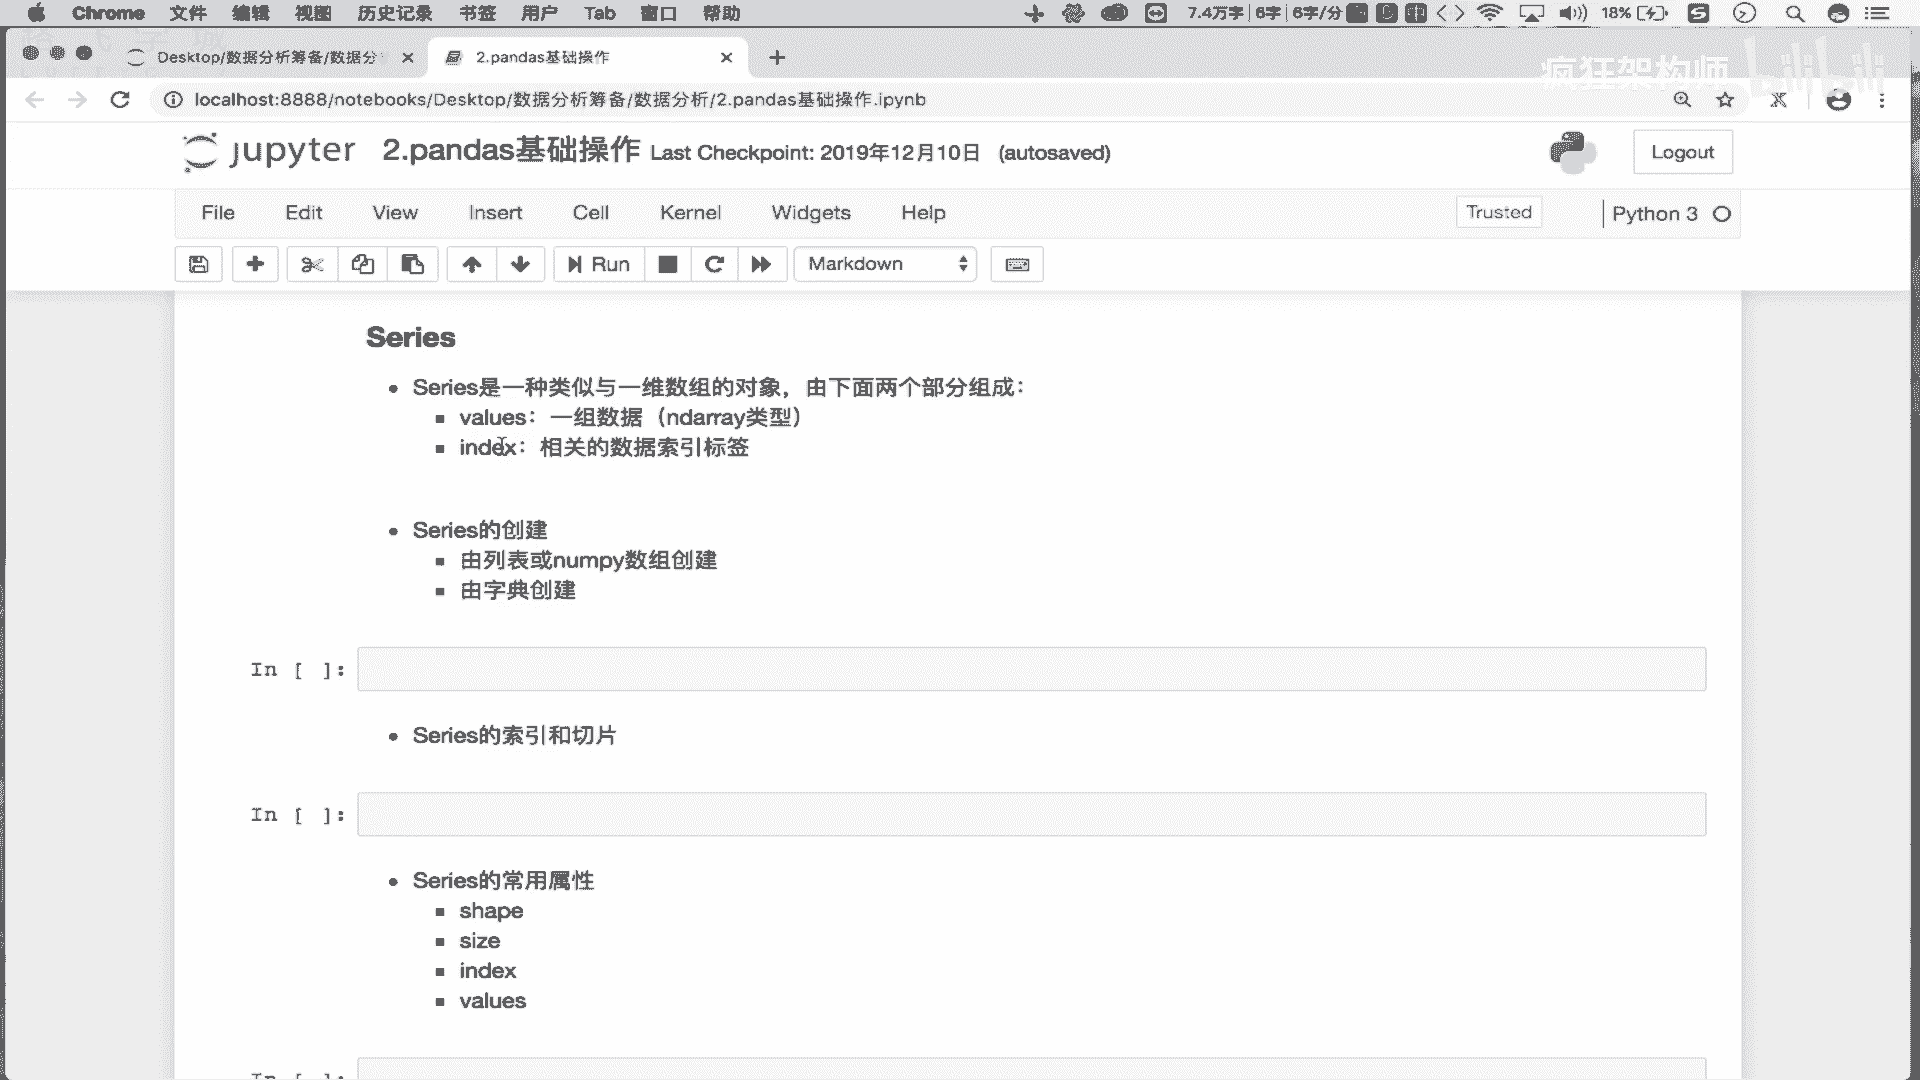 Chrome 文件 编辑 视图 历史记录 书签 用户 Tab 窗口 帮助 7.4万字 6字 6字/分 18%
Desktop/数据分析筹备/数据分 2.pandas基础操作
疯狂架构师 bilibili
localhost:8888/notebooks/Desktop/数据分析筹备/数据分析/2.pandas基础操作.ipynb
jupyter 2.pandas基础操作 Last Checkpoint: 2019年12月10日 (autosaved) Logout
File Edit View Insert Cell Kernel Widgets Help Trusted Python 3
Run Markdown
Series
Series是一种类似与一维数组的对象，由下面两个部分组成：
values：一组数据（ndarray类型）
index：相关的数据索引标签
Series的创建
由列表或numpy数组创建
由字典创建
In [ ]:
Series的索引和切片
In [ ]:
Series的常用属性
shape
size
index
values
In [ ]: